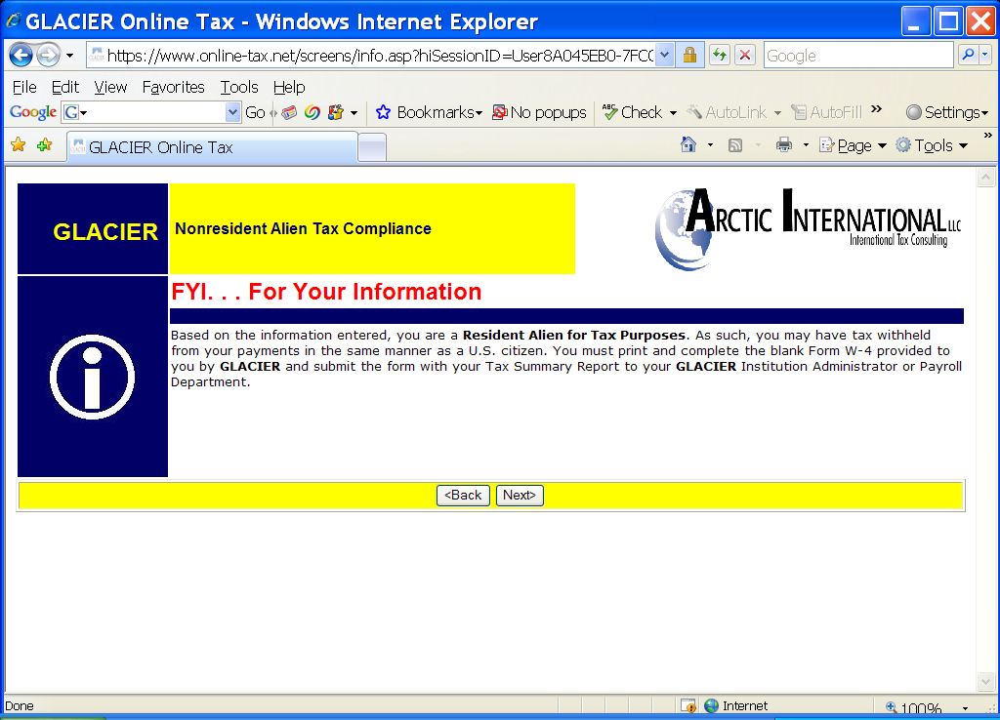 GLACIER Online Tax - Windows Internet Explorer
https://www.online-tax.net/screens/info.asp?hiSessionID=User8A045EB0-7FC
Google
File Edit View Favorites Tools Help
Google G Go Bookmarks No popups ABC Check AutoLink AutoFill » Settings
GLACIER Online Tax Page Tools »
GLACIER
Nonresident Alien Tax Compliance
ARCTIC INTERNATIONAL LLC
International Tax Consulting
FYI. . . For Your Information
Based on the information entered, you are a Resident Alien for Tax Purposes. As such, you may have tax withheld
from your payments in the same manner as a U.S. citizen. You must print and complete the blank Form W-4 provided to
you by GLACIER and submit the form with your Tax Summary Report to your GLACIER Institution Administrator or Payroll
Department.
<Back Next>
Done Internet 100%